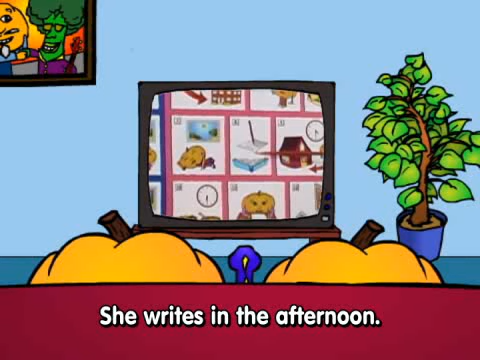 She writes in the afternoon.